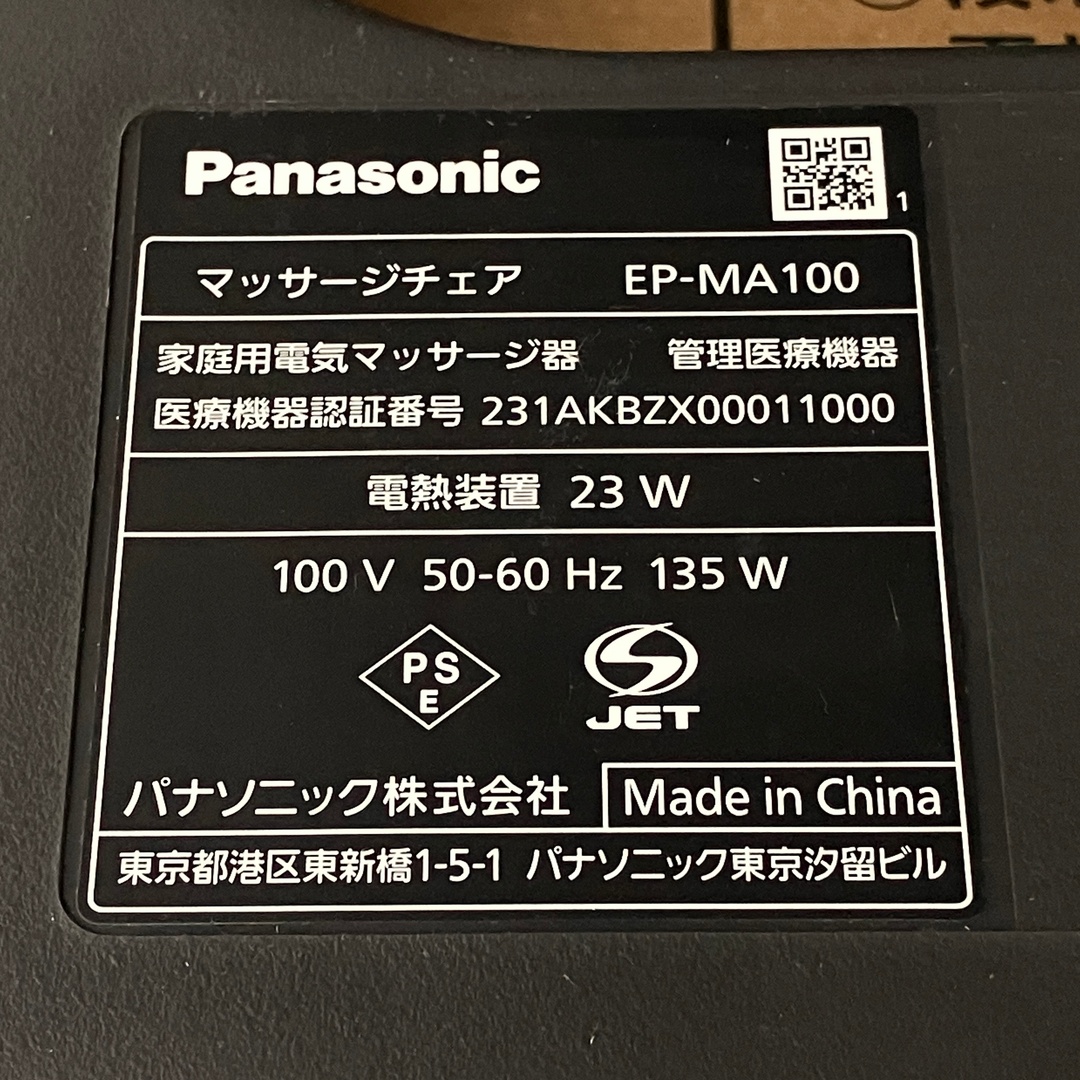 Panasonic
1
マッサージチェア EP-MA100
家庭用電気マッサージ器 管理医療機器
医療機器認証番号 231AKBZX00011000
電熱装置 23 W
100 V 50-60 Hz 135 W
PS
E
JET
パナソニック株式会社 Made in China
東京都港区東新橋1-5-1 パナソニック東京汐留ビル